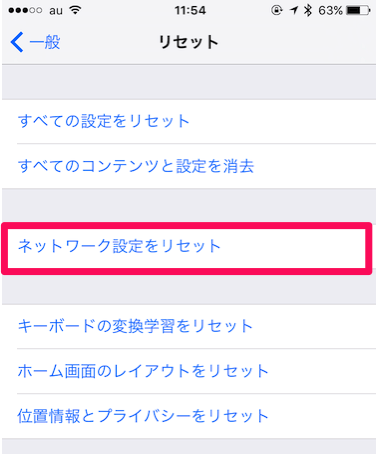 au 11:54 63%
一般 リセット
すべての設定をリセット
すべてのコンテンツと設定を消去
ネットワーク設定をリセット
キーボードの変換学習をリセット
ホーム画面のレイアウトをリセット
位置情報とプライバシーをリセット